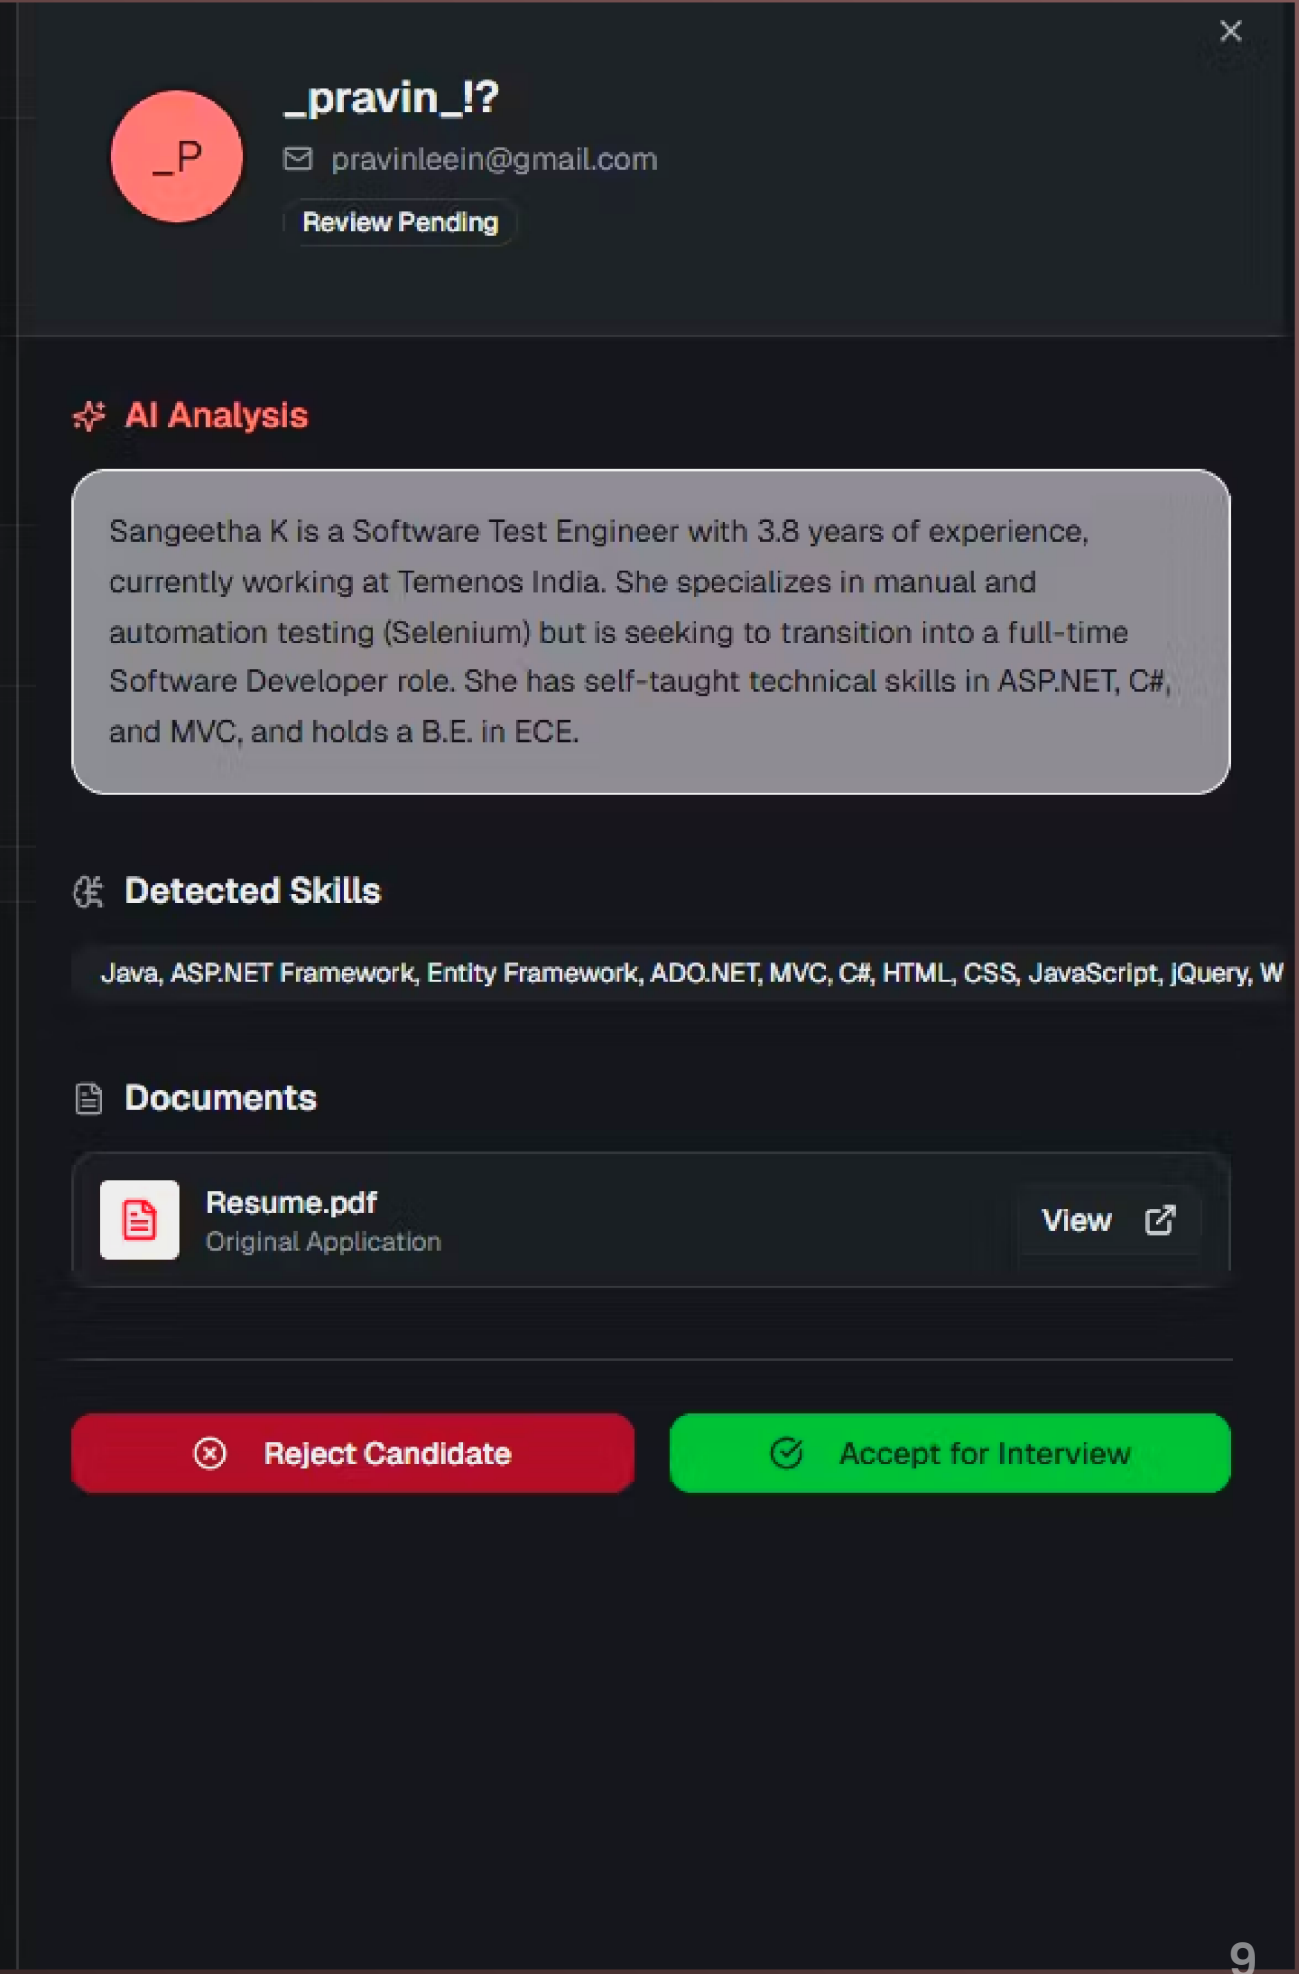 _pravin_!?
_P
pravinleein@gmail.com
Review Pending
AI Analysis
Sangeetha K is a Software Test Engineer with 3.8 years of experience,
currently working at Temenos India. She specializes in manual and
automation testing (Selenium) but is seeking to transition into a full-time
Software Developer role. She has self-taught technical skills in ASP.NET, C#,
and MVC, and holds a B.E. in ECE.
Detected Skills
Java, ASP.NET Framework, Entity Framework, ADO.NET, MVC, C#, HTML, CSS, JavaScript, jQuery, W
Documents
Resume.pdf
Original Application
View
Reject Candidate
Accept for Interview
9